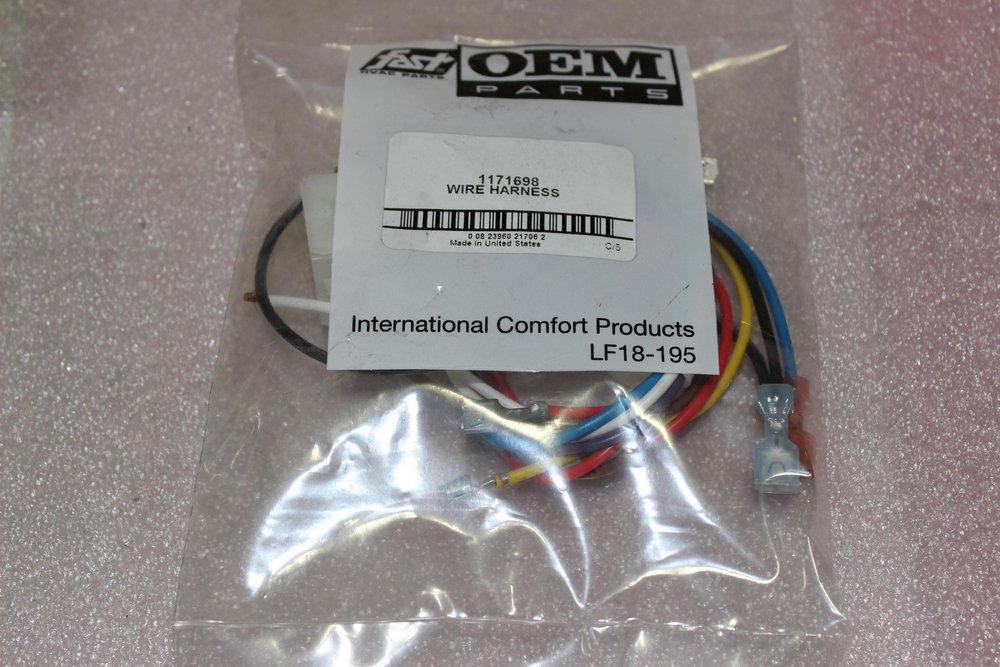 fast OEM
HVAC PARTS PARTS
1171698
WIRE HARNESS
0 08 23960 21706 2
Made in United States
C/5
International Comfort Products
LF18-195